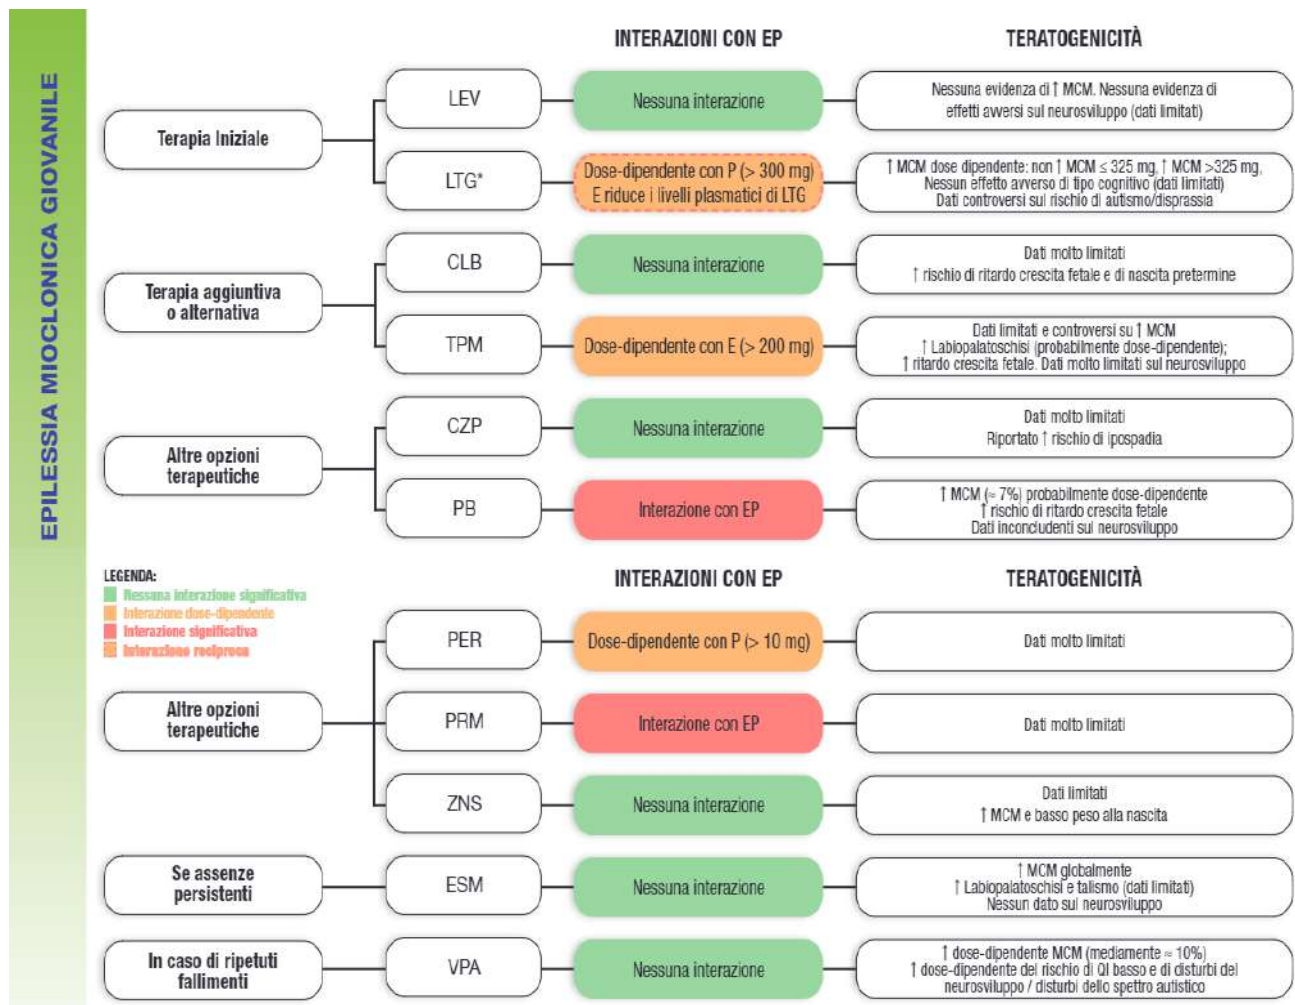 EPILESSIA MIOCLONICA GIOVANILE
INTERAZIONI CON EP
TERATOGENICITÀ
Terapia Iniziale
LEV
Nessuna interazione
Nessuna evidenza di ↑ MCM. Nessuna evidenza di
effetti avversi sul neurosviluppo (dati limitati)
LTG*
Dose-dipendente con P (> 300 mg)
E riduce i livelli plasmatici di LTG
↑ MCM dose dipendente: non ↑ MCM ≤ 325 mg, ↑ MCM >325 mg,
Nessun effetto avverso di tipo cognitivo (dati limitati)
Dati controversi sul rischio di autismo/disprassia
Terapia aggiuntiva
o alternativa
CLB
Nessuna interazione
Dati molto limitati
↑ rischio di ritardo crescita fetale e di nascita pretermine
TPM
Dose-dipendente con E (> 200 mg)
Dati limitati e controversi su ↑ MCM
↑ Labiopalatoschisi (probabilmente dose-dipendente);
↑ ritardo crescita fetale. Dati molto limitati sul neurosviluppo
Altre opzioni
terapeutiche
CZP
Nessuna interazione
Dati molto limitati
Riportato ↑ rischio di ipospadia
PB
Interazione con EP
↑ MCM (≈ 7%) probabilmente dose-dipendente
↑ rischio di ritardo crescita fetale
Dati inconcludenti sul neurosviluppo
LEGENDA:
Nessuna interazione significativa
Interazione dose-dipendente
Interazione significativa
Interazione reciproca
INTERAZIONI CON EP
TERATOGENICITÀ
Altre opzioni
terapeutiche
PER
Dose-dipendente con P (> 10 mg)
Dati molto limitati
PRM
Interazione con EP
Dati molto limitati
ZNS
Nessuna interazione
Dati limitati
↑ MCM e basso peso alla nascita
Se assenze
persistenti
ESM
Nessuna interazione
↑ MCM globalmente
↑ Labiopalatoschisi e talismo (dati limitati)
Nessun dato sul neurosviluppo
In caso di ripetuti
fallimenti
VPA
Nessuna interazione
↑ dose-dipendente MCM (mediamente ≈ 10%)
↑ dose-dipendente del rischio di QI basso e di disturbi del
neurosviluppo / disturbi dello spettro autistico